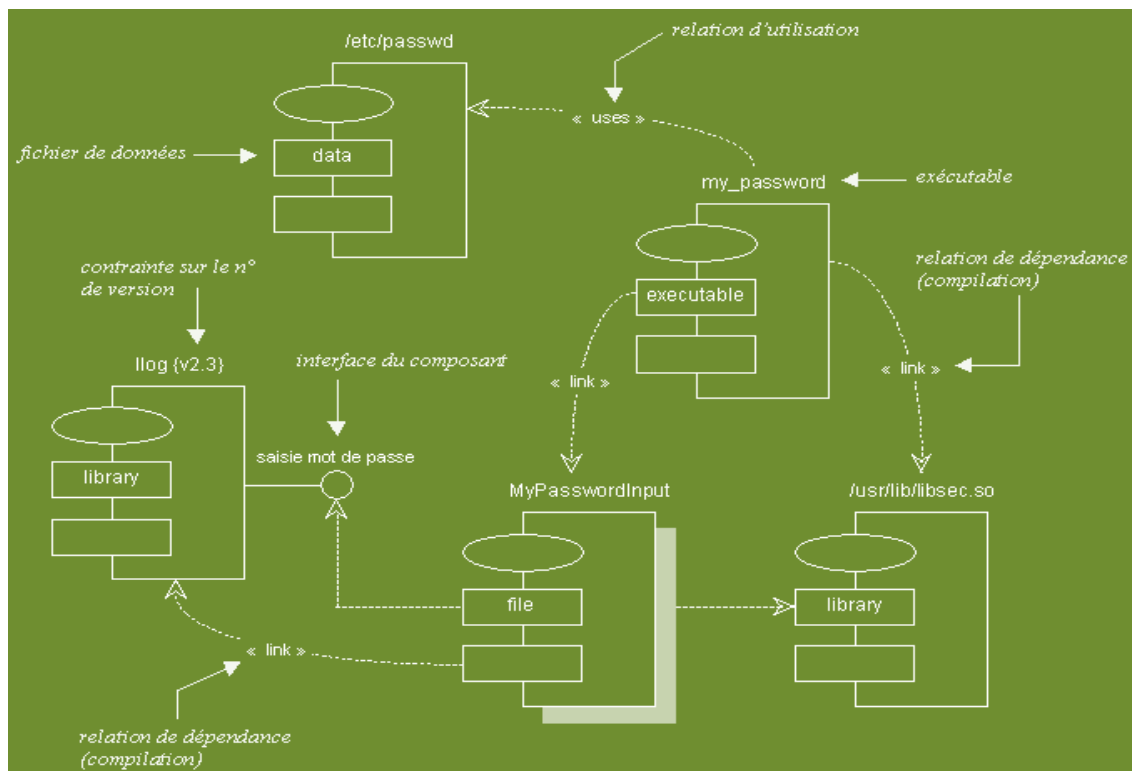 relation d'utilisation
/etc/passwd
« uses »
fichier de données
data
my_password
exécutable
contrainte sur le n°
de version
relation de dépendance
(compilation)
executable
llog {v2.3}
interface du composant
« link »
« link »
saisie mot de passe
library
MyPasswordInput
/usr/lib/libsec.so
file
library
« link »
relation de dépendance
(compilation)